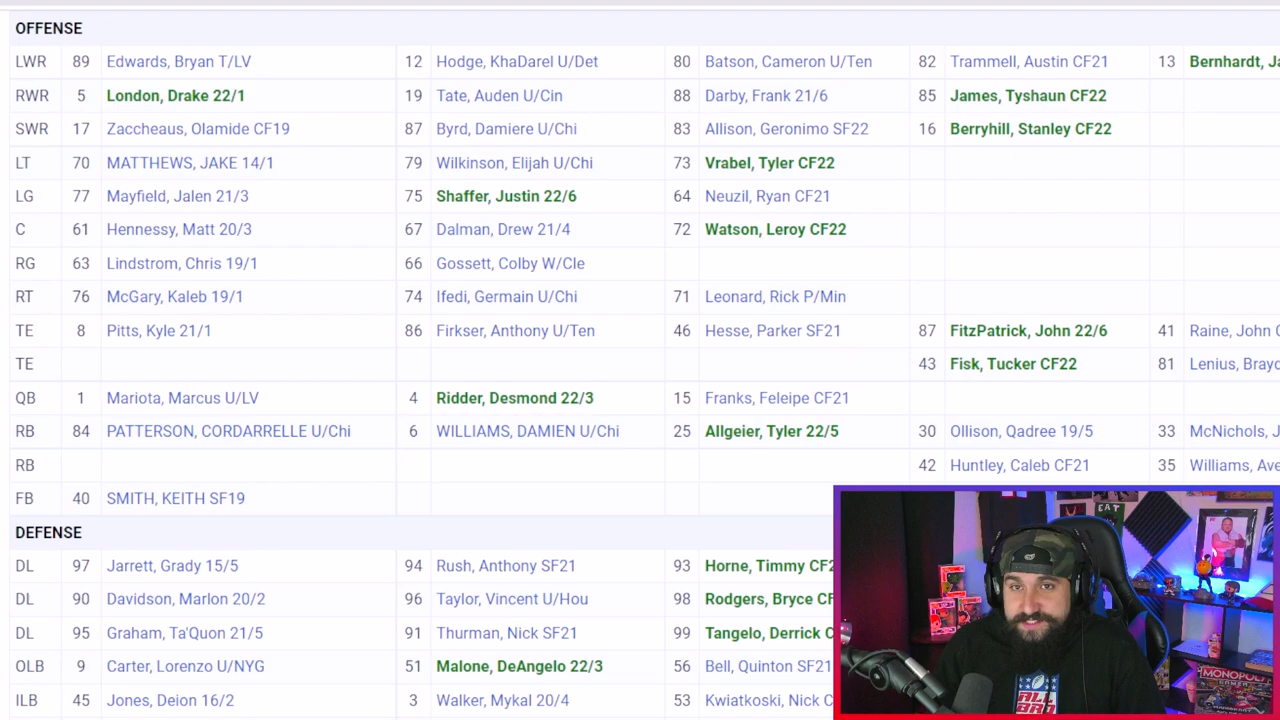 OFFENSE
LWR 89 Edwards, Bryan T/LV 12 Hodge, KhaDarel U/Det 80 Batson, Cameron U/Ten 82 Trammell, Austin CF21 13 Bernhardt, Ja
RWR 5 London, Drake 22/1 19 Tate, Auden U/Cin 88 Darby, Frank 21/6 85 James, Tyshaun CF22
SWR 17 Zaccheaus, Olamide CF19 87 Byrd, Damiere U/Chi 83 Allison, Geronimo SF22 16 Berryhill, Stanley CF22
LT 70 MATTHEWS, JAKE 14/1 79 Wilkinson, Elijah U/Chi 73 Vrabel, Tyler CF22
LG 77 Mayfield, Jalen 21/3 75 Shaffer, Justin 22/6 64 Neuzil, Ryan CF21
C 61 Hennessy, Matt 20/3 67 Dalman, Drew 21/4 72 Watson, Leroy CF22
RG 63 Lindstrom, Chris 19/1 66 Gossett, Colby W/Cle
RT 76 McGary, Kaleb 19/1 74 Ifedi, Germain U/Chi 71 Leonard, Rick P/Min
TE 8 Pitts, Kyle 21/1 86 Firkser, Anthony U/Ten 46 Hesse, Parker SF21 87 FitzPatrick, John 22/6 41 Raine, John
TE 43 Fisk, Tucker CF22 81 Lenius, Brayd
QB 1 Mariota, Marcus U/LV 4 Ridder, Desmond 22/3 15 Franks, Feleipe CF21
RB 84 PATTERSON, CORDARRELLE U/Chi 6 WILLIAMS, DAMIEN U/Chi 25 Allgeier, Tyler 22/5 30 Ollison, Qadree 19/5 33 McNichols, J
RB 42 Huntley, Caleb CF21 35 Williams, Ave
FB 40 SMITH, KEITH SF19
DEFENSE
DL 97 Jarrett, Grady 15/5 94 Rush, Anthony SF21 93 Horne, Timmy CF2
DL 90 Davidson, Marlon 20/2 96 Taylor, Vincent U/Hou 98 Rodgers, Bryce CF
DL 95 Graham, Ta'Quon 21/5 91 Thurman, Nick SF21 99 Tangelo, Derrick C
OLB 9 Carter, Lorenzo U/NYG 51 Malone, DeAngelo 22/3 56 Bell, Quinton SF21
ILB 45 Jones, Deion 16/2 3 Walker, Mykal 20/4 53 Kwiatkoski, Nick C
EAT
NFL
ALL
MONOPOLY